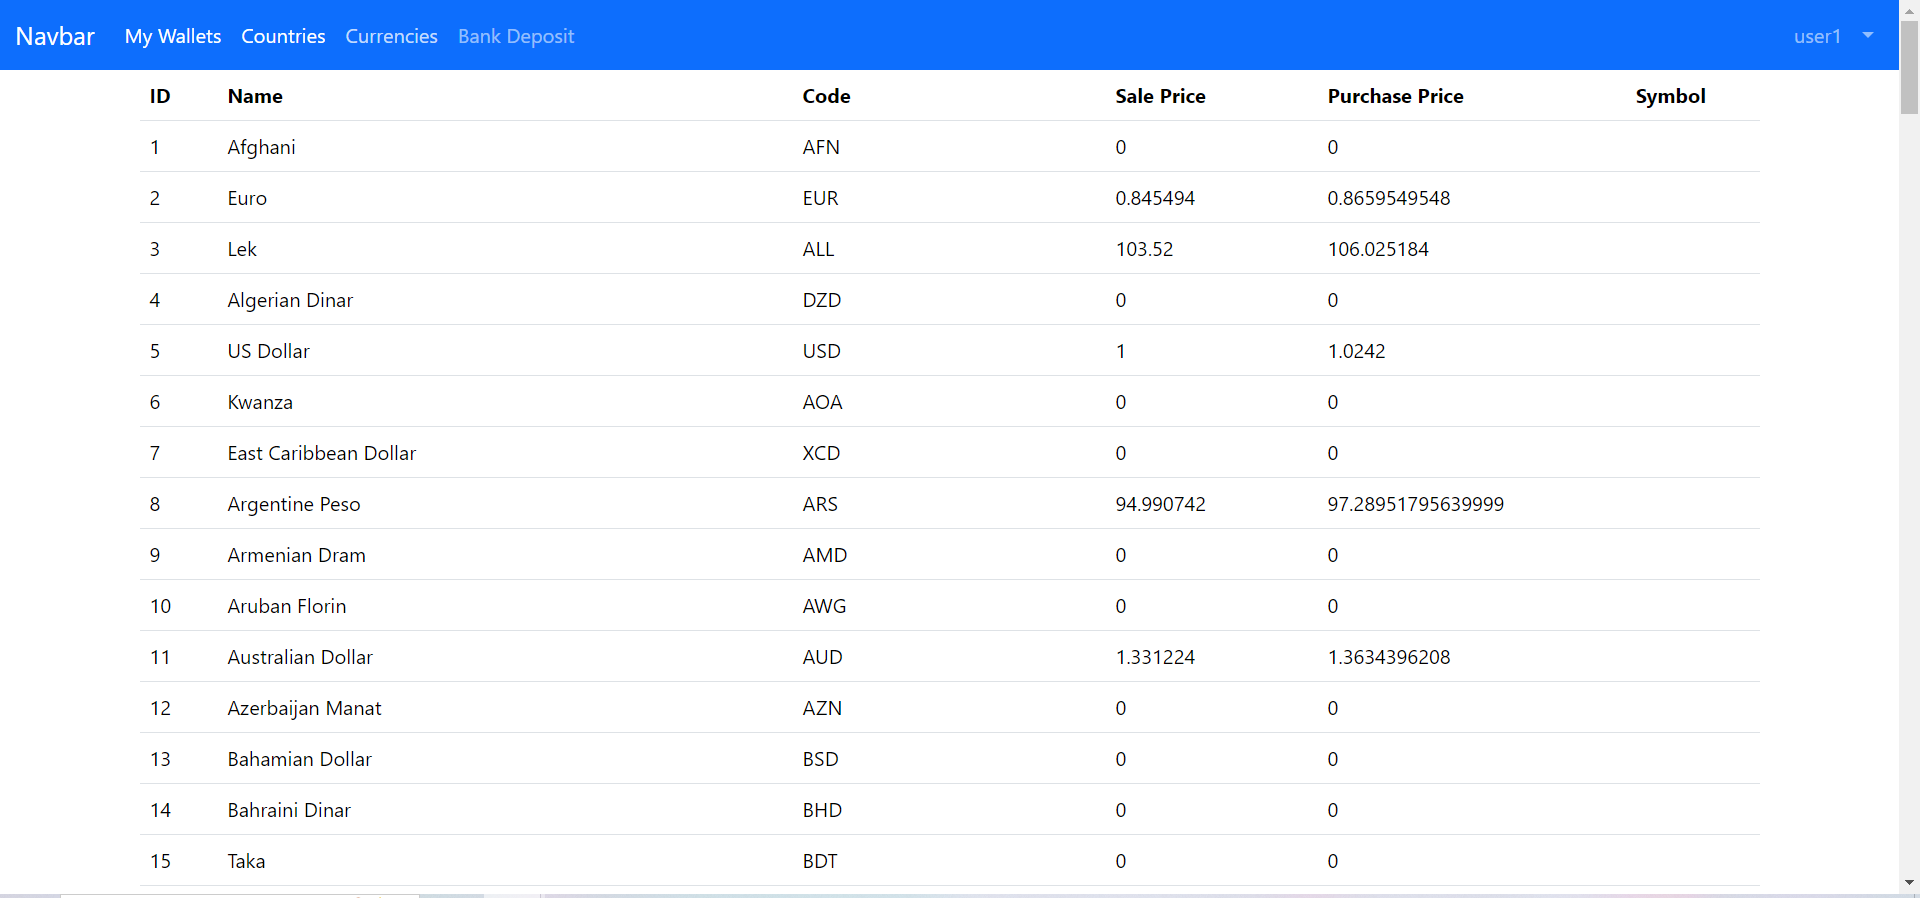 Navbar My Wallets Countries Currencies Bank Deposit user1
ID Name Code Sale Price Purchase Price Symbol
1 Afghani AFN 0 0
2 Euro EUR 0.845494 0.8659549548
3 Lek ALL 103.52 106.025184
4 Algerian Dinar DZD 0 0
5 US Dollar USD 1 1.0242
6 Kwanza AOA 0 0
7 East Caribbean Dollar XCD 0 0
8 Argentine Peso ARS 94.990742 97.28951795639999
9 Armenian Dram AMD 0 0
10 Aruban Florin AWG 0 0
11 Australian Dollar AUD 1.331224 1.3634396208
12 Azerbaijan Manat AZN 0 0
13 Bahamian Dollar BSD 0 0
14 Bahraini Dinar BHD 0 0
15 Taka BDT 0 0